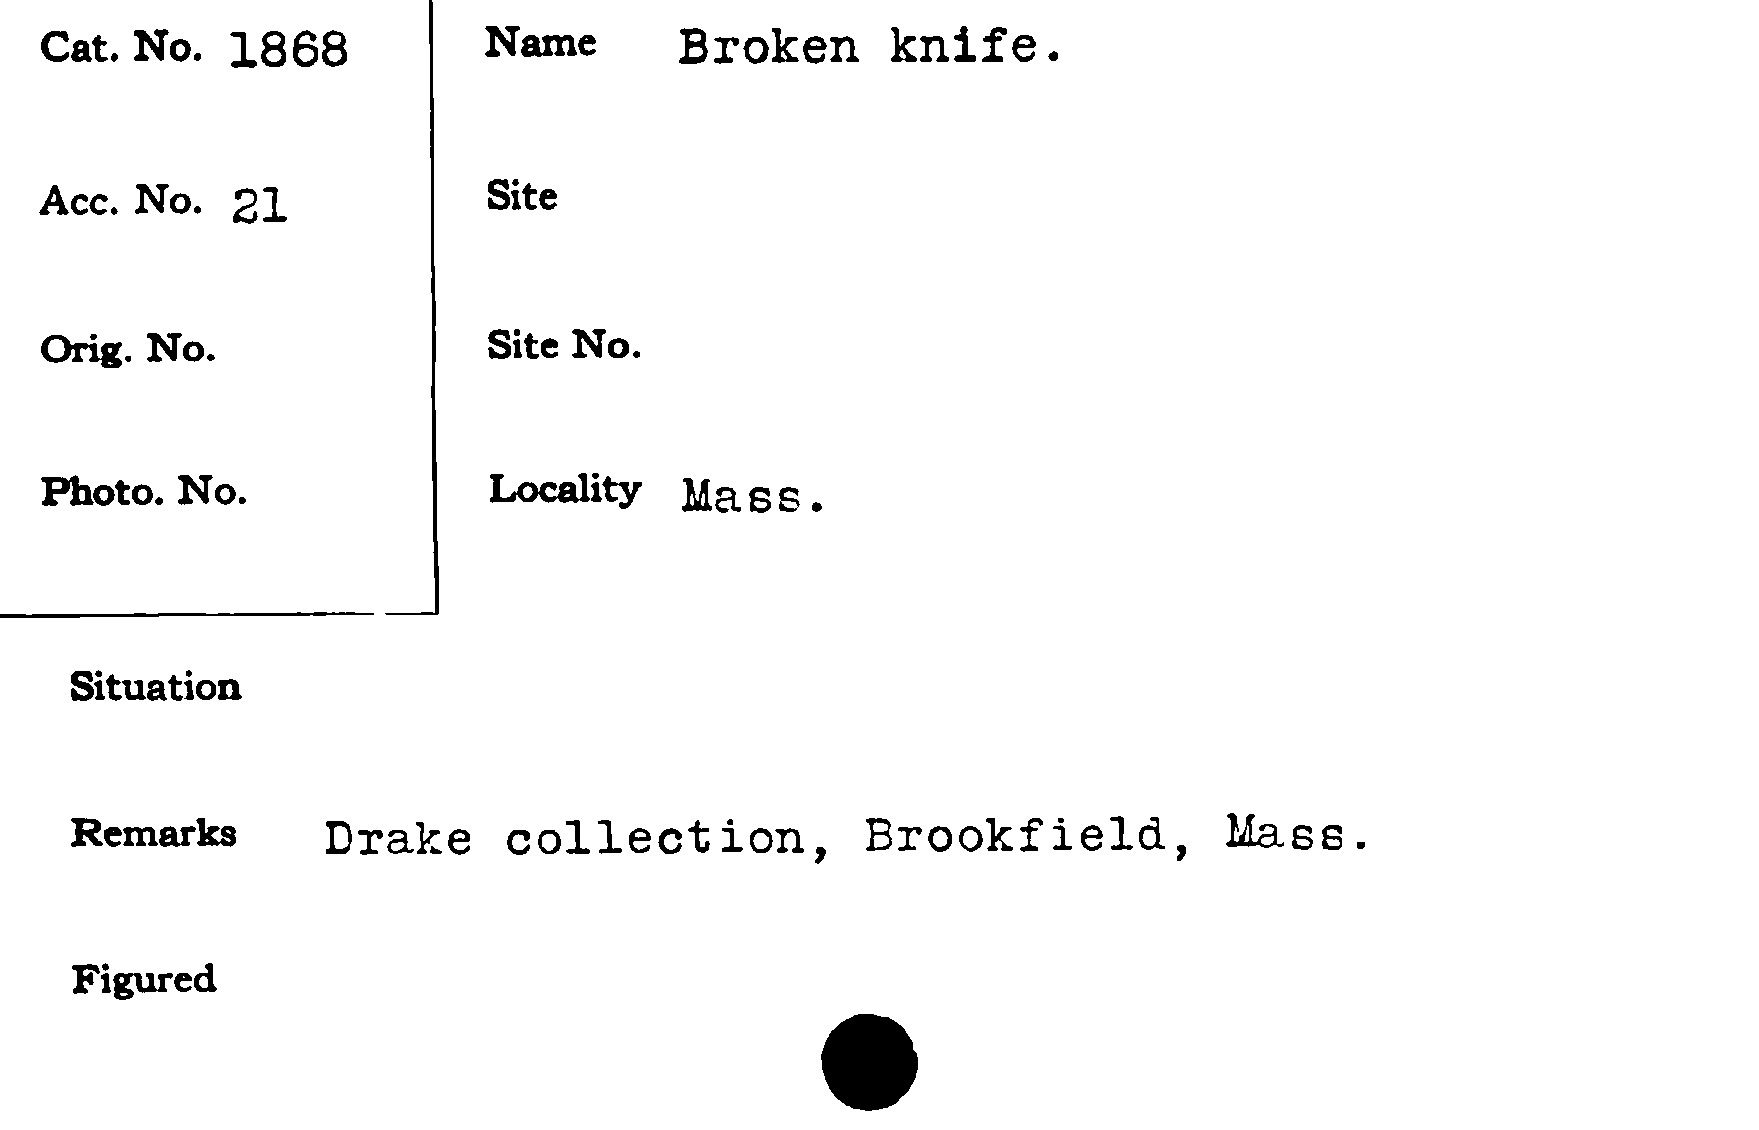 Cat. No. 1868
Acc. No. 21
Orig. No.
Photo. No.
Name Broken knife.
Site
Site No.
Locality Mass.
Situation
Remarks Drake collection, Brookfield, Mass.
Figured